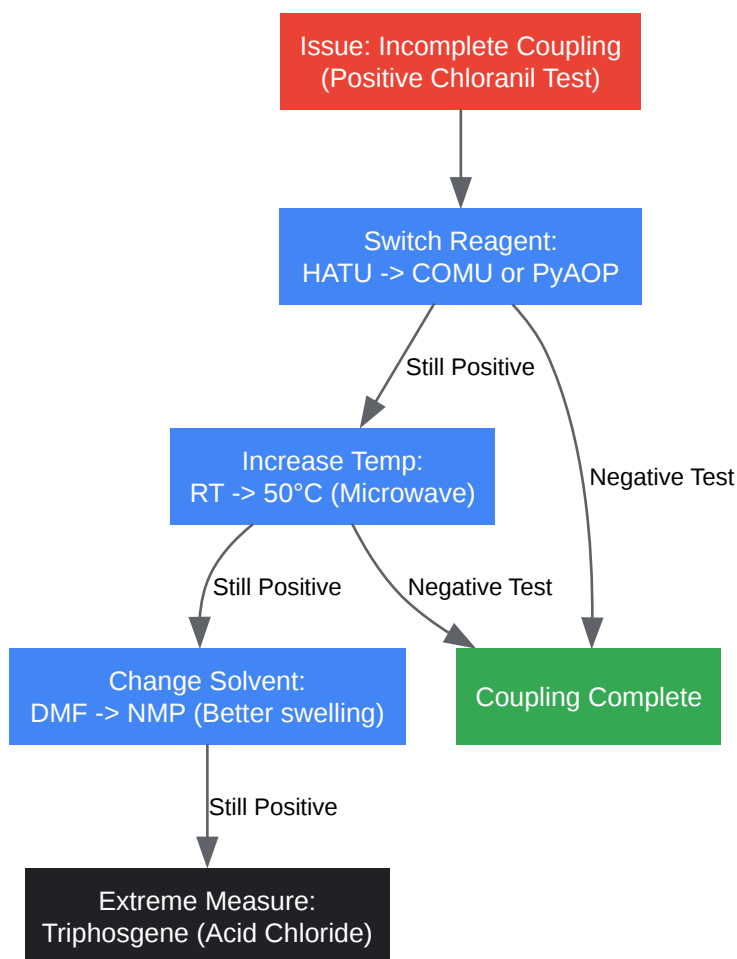 Issue: Incomplete Coupling
(Positive Chloranil Test)
Switch Reagent:
HATU -> COMU or PyAOP
Still Positive
Increase Temp:
RT -> 50°C (Microwave)
Negative Test
Still Positive
Negative Test
Change Solvent:
DMF -> NMP (Better swelling)
Coupling Complete
Still Positive
Extreme Measure:
Triphosgene (Acid Chloride)